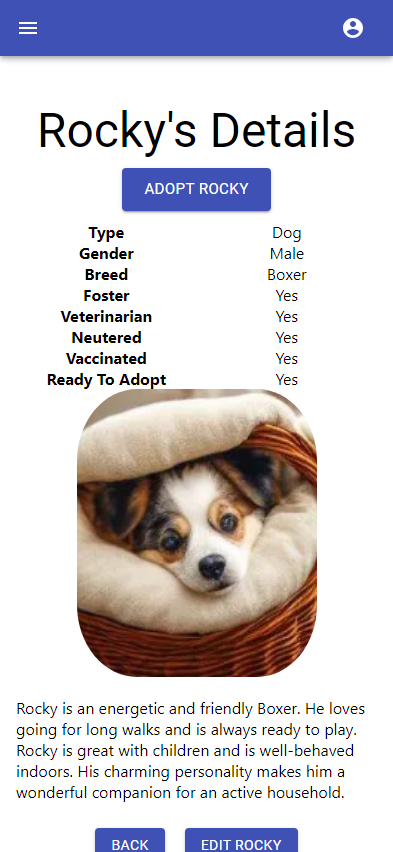 Rocky's Details
ADOPT ROCKY
Type Dog
Gender Male
Breed Boxer
Foster Yes
Veterinarian Yes
Neutered Yes
Vaccinated Yes
Ready To Adopt Yes
Rocky is an energetic and friendly Boxer. He loves
going for long walks and is always ready to play.
Rocky is great with children and is well-behaved
indoors. His charming personality makes him a
wonderful companion for an active household.
BACK EDIT ROCKY